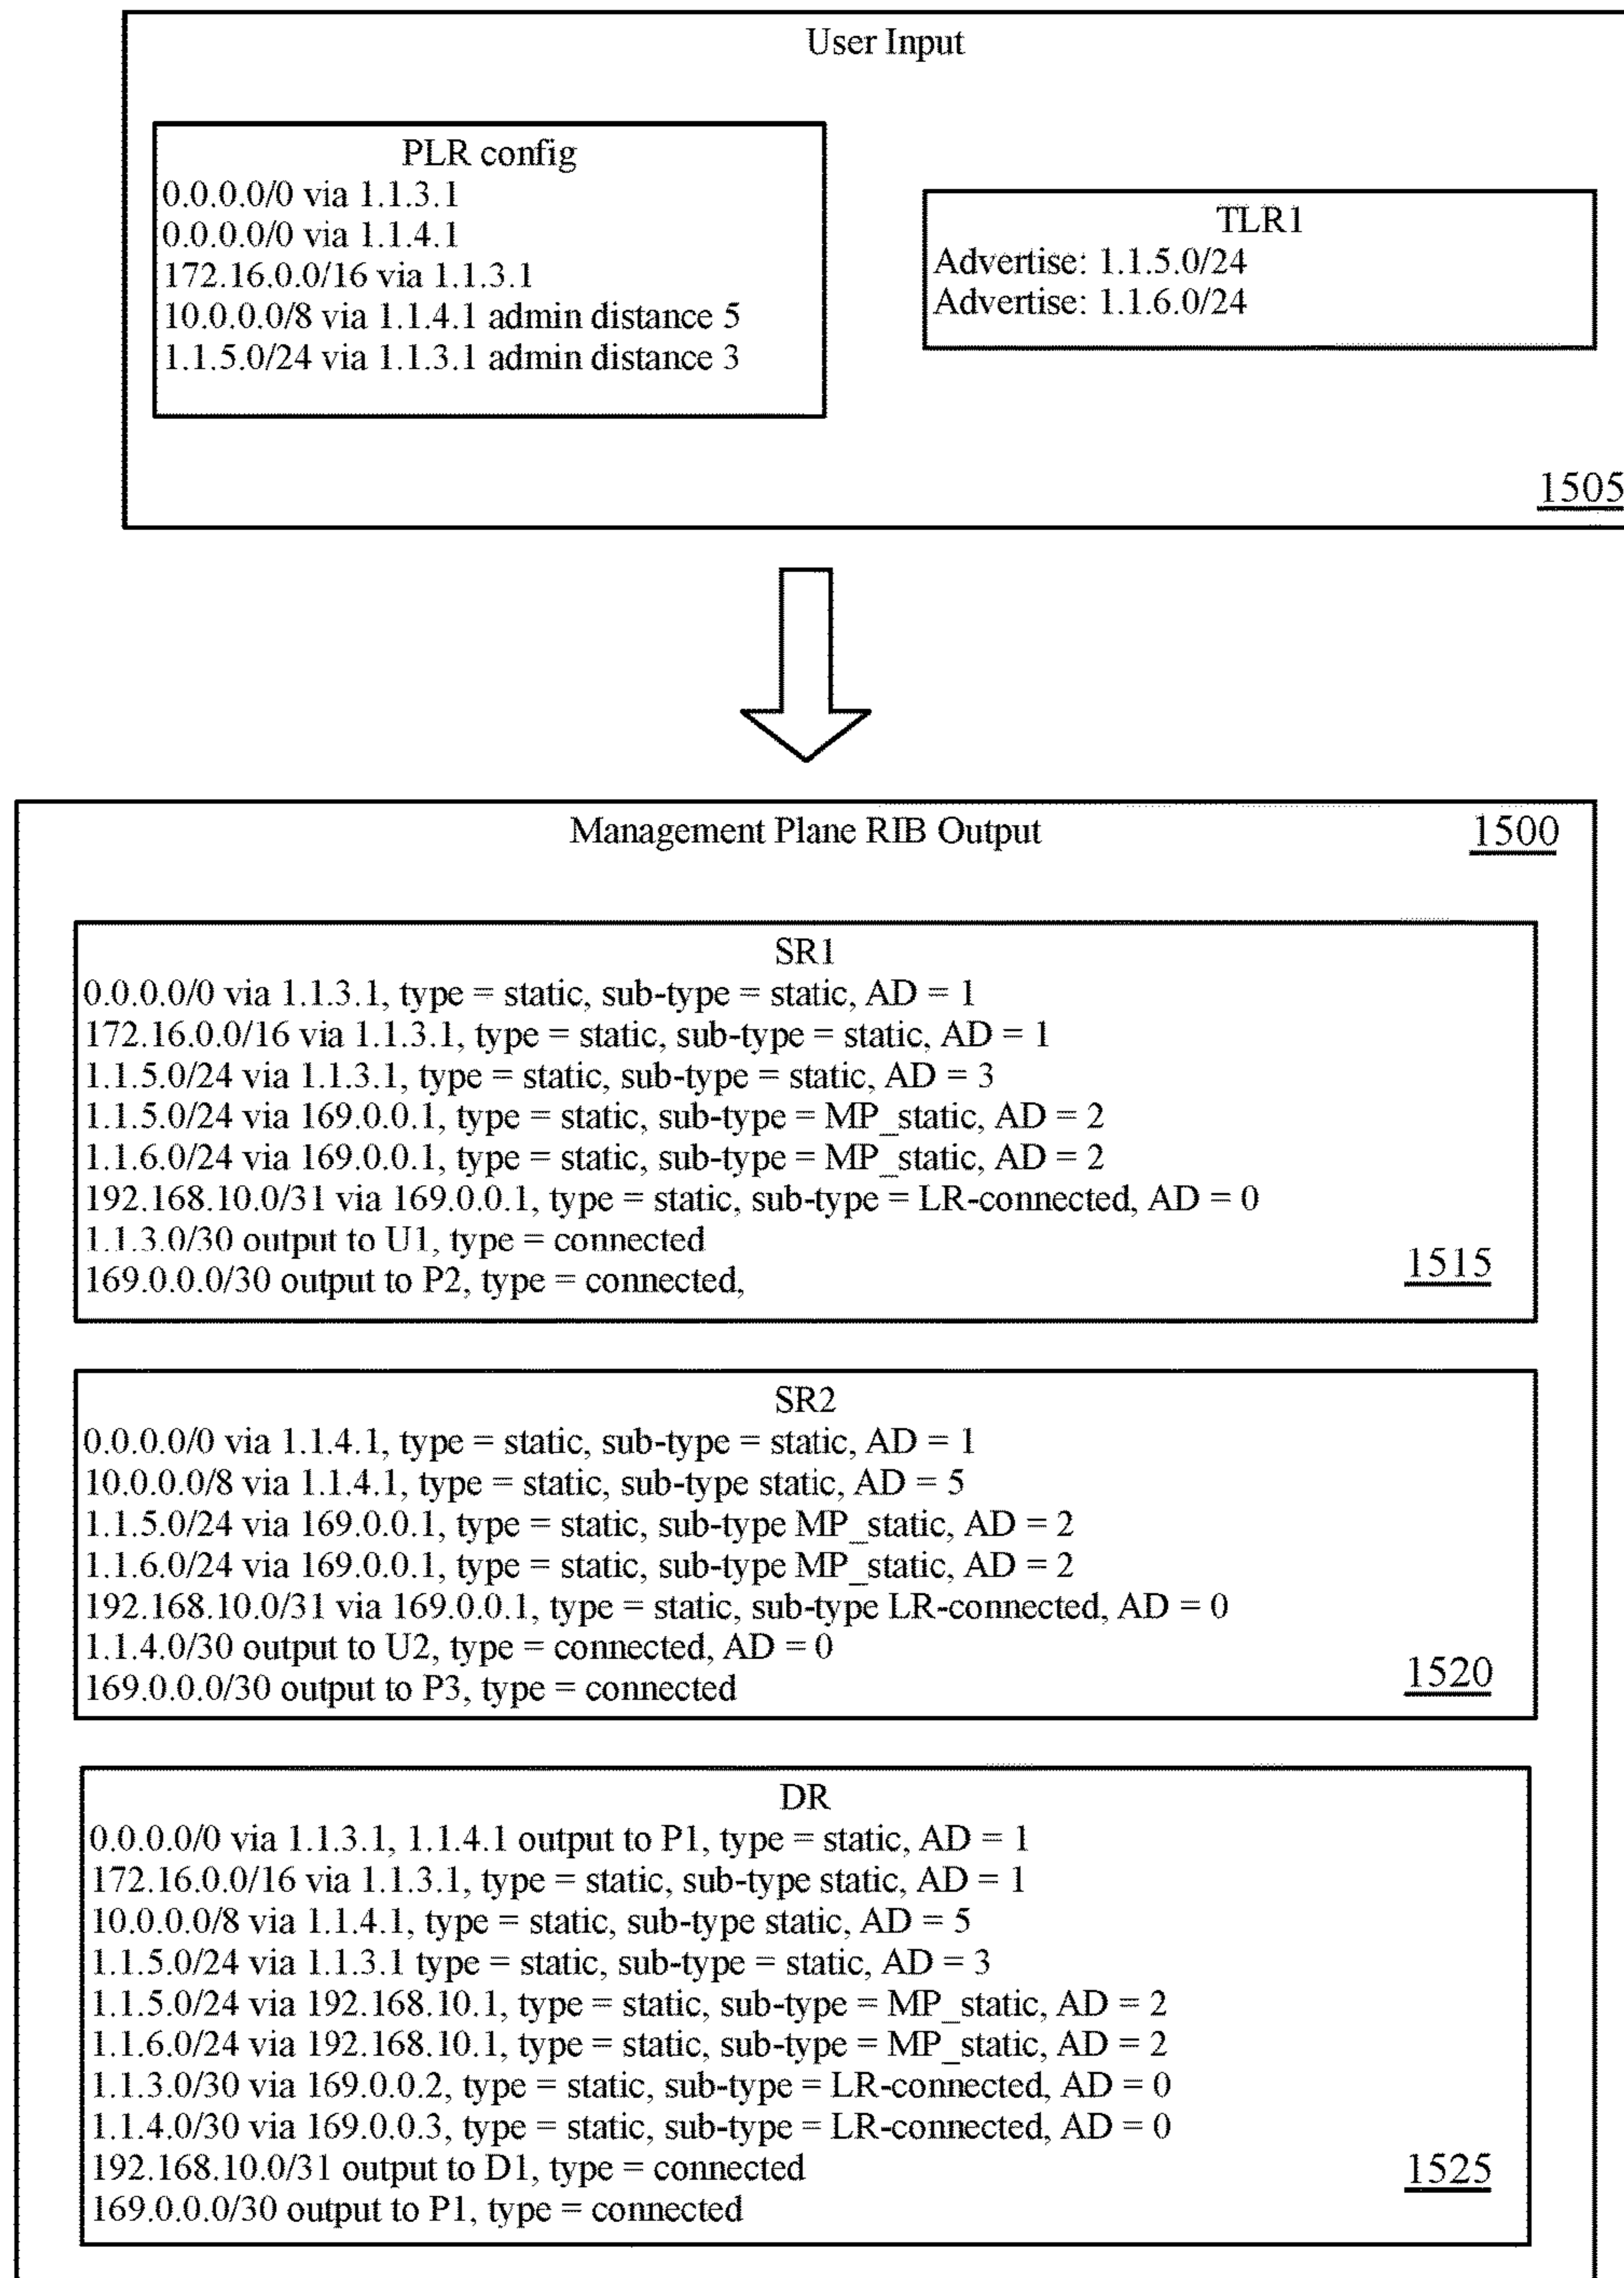 User Input
PLR config
0.0.0.0/0 via 1.1.3.1
0.0.0.0/0 via 1.1.4.1
172.16.0.0/16 via 1.1.3.1
10.0.0.0/8 via 1.1.4.1 admin distance 5
1.1.5.0/24 via 1.1.3.1 admin distance 3
TLR1
Advertise: 1.1.5.0/24
Advertise: 1.1.6.0/24
1505
Management Plane RIB Output
1500
SR1
0.0.0.0/0 via 1.1.3.1, type = static, sub-type = static, AD = 1
172.16.0.0/16 via 1.1.3.1, type = static, sub-type = static, AD = 1
1.1.5.0/24 via 1.1.3.1, type = static, sub-type = static, AD = 3
1.1.5.0/24 via 169.0.0.1, type = static, sub-type = MP_static, AD = 2
1.1.6.0/24 via 169.0.0.1, type = static, sub-type = MP_static, AD = 2
192.168.10.0/31 via 169.0.0.1, type = static, sub-type = LR-connected, AD = 0
1.1.3.0/30 output to U1, type = connected
169.0.0.0/30 output to P2, type = connected,
1515
SR2
0.0.0.0/0 via 1.1.4.1, type = static, sub-type = static, AD = 1
10.0.0.0/8 via 1.1.4.1, type = static, sub-type static, AD = 5
1.1.5.0/24 via 169.0.0.1, type = static, sub-type MP_static, AD = 2
1.1.6.0/24 via 169.0.0.1, type = static, sub-type MP_static, AD = 2
192.168.10.0/31 via 169.0.0.1, type = static, sub-type LR-connected, AD = 0
1.1.4.0/30 output to U2, type = connected, AD = 0
169.0.0.0/30 output to P3, type = connected
1520
DR
0.0.0.0/0 via 1.1.3.1, 1.1.4.1 output to P1, type = static, AD = 1
172.16.0.0/16 via 1.1.3.1, type = static, sub-type static, AD = 1
10.0.0.0/8 via 1.1.4.1, type = static, sub-type static, AD = 5
1.1.5.0/24 via 1.1.3.1 type = static, sub-type = static, AD = 3
1.1.5.0/24 via 192.168.10.1, type = static, sub-type = MP_static, AD = 2
1.1.6.0/24 via 192.168.10.1, type = static, sub-type = MP_static, AD = 2
1.1.3.0/30 via 169.0.0.2, type = static, sub-type = LR-connected, AD = 0
1.1.4.0/30 via 169.0.0.3, type = static, sub-type = LR-connected, AD = 0
192.168.10.0/31 output to D1, type = connected
169.0.0.0/30 output to P1, type = connected
1525